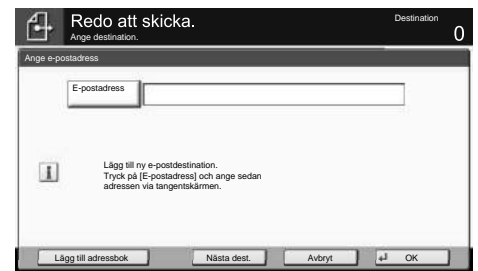 Redo att skicka.
Destination
Ange destination.
0
Ange e-postadress
E-postadress
Lägg till ny e-postdestination.
Tryck på [E-postadress] och ange sedan
adressen via tangentskärmen.
Lägg till adressbok
Nästa dest.
Avbryt
OK